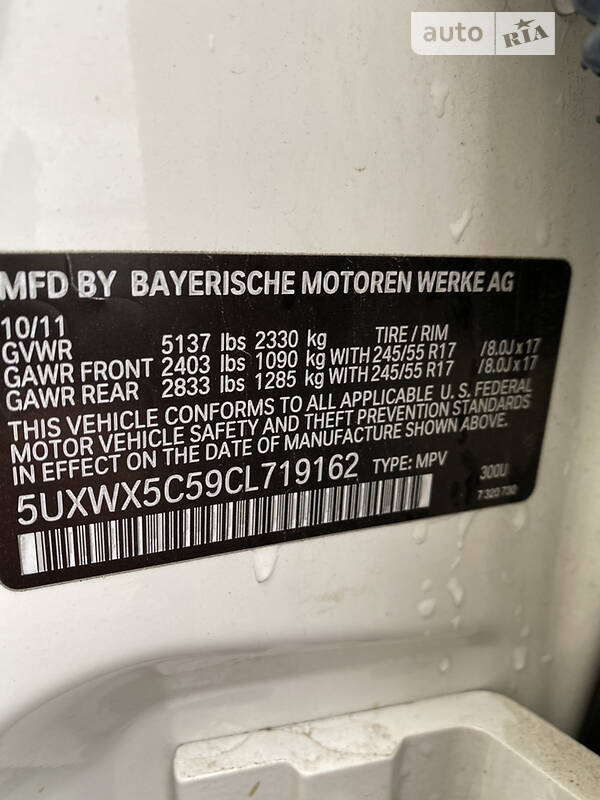 auto RIA
MFD BY BAYERISCHE MOTOREN WERKE AG
10/11 TIRE / RIM
GVWR 5137 lbs 2330 kg
GAWR FRONT 2403 lbs 1090 kg WITH 245/55 R17 /8.0J x 17
GAWR REAR 2833 lbs 1285 kg WITH 245/55 R17 /8.0J x 17
THIS VEHICLE CONFORMS TO ALL APPLICABLE U. S. FEDERAL
MOTOR VEHICLE SAFETY AND THEFT PREVENTION STANDARDS
IN EFFECT ON THE DATE OF MANUFACTURE SHOWN ABOVE.
5UXWX5C59CL719162 TYPE: MPV 300U
7 320 730